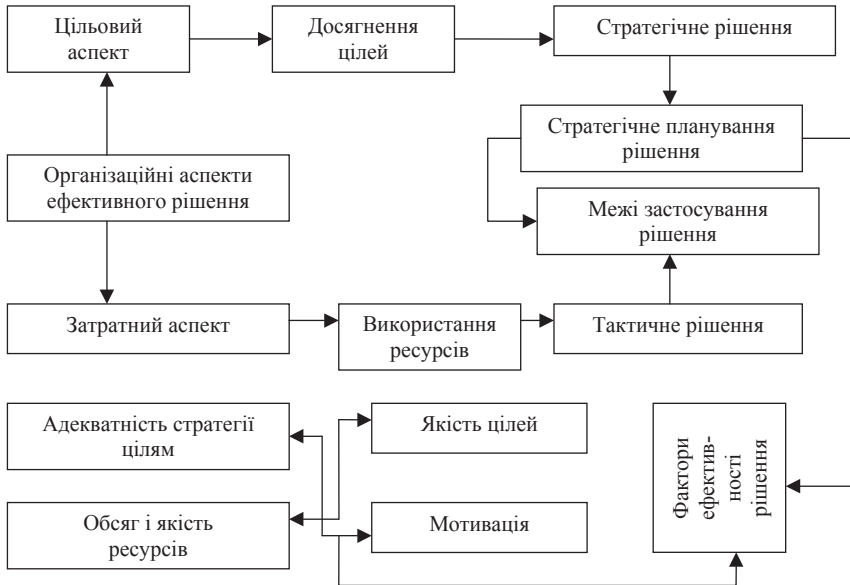 Цільовий
аспект
Досягнення
цілей
Стратегічне рішення
Стратегічне планування
рішення
Організаційні аспекти
ефективного рішення
Межі застосування
рішення
Затратний аспект
Використання
ресурсів
Тактичне рішення
Адекватність стратегії
цілям
Якість цілей
Обсяг і якість
ресурсів
Мотивація
Фактори
ефектив-
ності
рішення